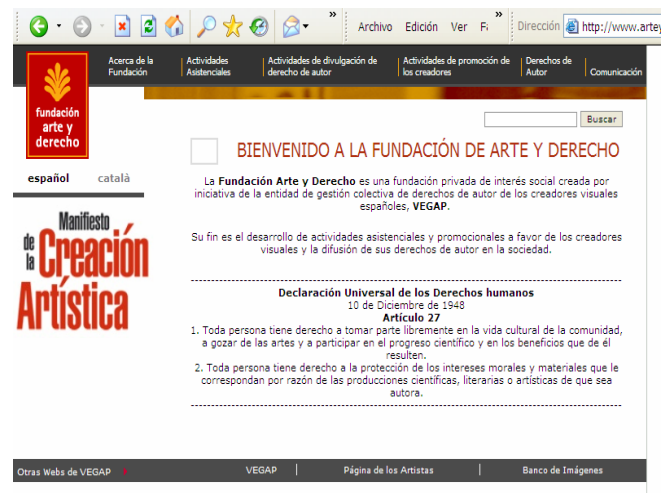 Archivo Edición Ver
Dirección http://www.artey
Acerca de la Fundación
Actividades Asistenciales
Actividades de divulgación de derecho de autor
Actividades de promoción de los creadores
Derechos de Autor
Comunicación
fundación
arte y
derecho
Buscar
BIENVENIDO A LA FUNDACIÓN DE ARTE Y DERECHO
español català
La Fundación Arte y Derecho es una fundación privada de interés social creada por
iniciativa de la entidad de gestión colectiva de derechos de autor de los creadores visuales
españoles, VEGAP.
Manifiesto
de la Creación
Artística
Su fin es el desarrollo de actividades asistenciales y promocionales a favor de los creadores
visuales y la difusión de sus derechos de autor en la sociedad.
Declaración Universal de los Derechos humanos
10 de Diciembre de 1948
Artículo 27
1. Toda persona tiene derecho a tomar parte libremente en la vida cultural de la comunidad,
a gozar de las artes y a participar en el progreso científico y en los beneficios que de él
resulten.
2. Toda persona tiene derecho a la protección de los intereses morales y materiales que le
correspondan por razón de las producciones científicas, literarias o artísticas de que sea
autora.
Otras Webs de VEGAP VEGAP | Página de los Artistas | Banco de Imágenes